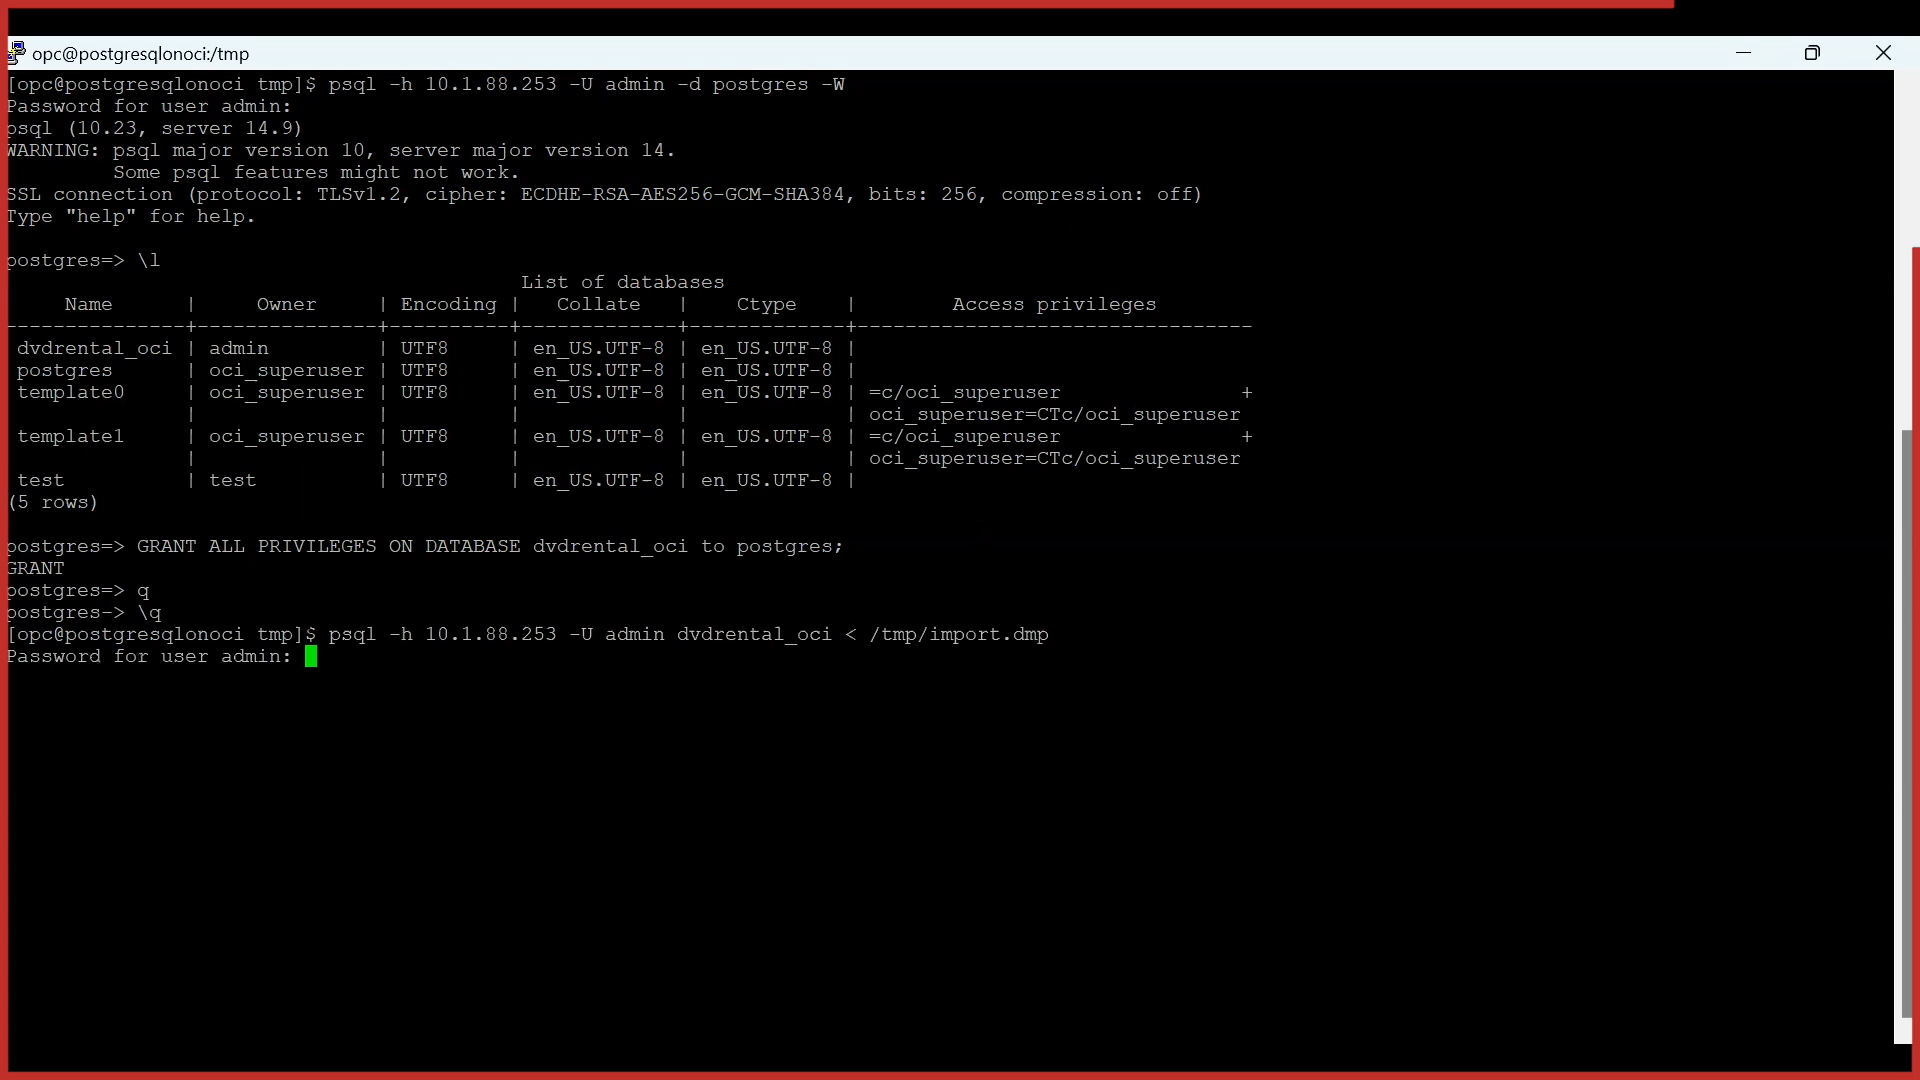 opc@postgresqlonoci:/tmp
[opc@postgresqlonoci tmp]$ psql -h 10.1.88.253 -U admin -d postgres -W
Password for user admin:
psql (10.23, server 14.9)
WARNING: psql major version 10, server major version 14.
         Some psql features might not work.
SSL connection (protocol: TLSv1.2, cipher: ECDHE-RSA-AES256-GCM-SHA384, bits: 256, compression: off)
Type "help" for help.
postgres=> \l
                                           List of databases
     Name      |     Owner     | Encoding |   Collate   |    Ctype    |        Access privileges
---------------+---------------+----------+-------------+-------------+---------------------------------
 dvdrental_oci | admin         | UTF8     | en_US.UTF-8 | en_US.UTF-8 |
 postgres      | oci_superuser | UTF8     | en_US.UTF-8 | en_US.UTF-8 |
 template0     | oci_superuser | UTF8     | en_US.UTF-8 | en_US.UTF-8 | =c/oci_superuser               +
               |               |          |             |             | oci_superuser=CTc/oci_superuser
 template1     | oci_superuser | UTF8     | en_US.UTF-8 | en_US.UTF-8 | =c/oci_superuser               +
               |               |          |             |             | oci_superuser=CTc/oci_superuser
 test          | test          | UTF8     | en_US.UTF-8 | en_US.UTF-8 |
(5 rows)
postgres=> GRANT ALL PRIVILEGES ON DATABASE dvdrental_oci to postgres;
GRANT
postgres=> q
postgres-> \q
[opc@postgresqlonoci tmp]$ psql -h 10.1.88.253 -U admin dvdrental_oci < /tmp/import.dmp
Password for user admin: